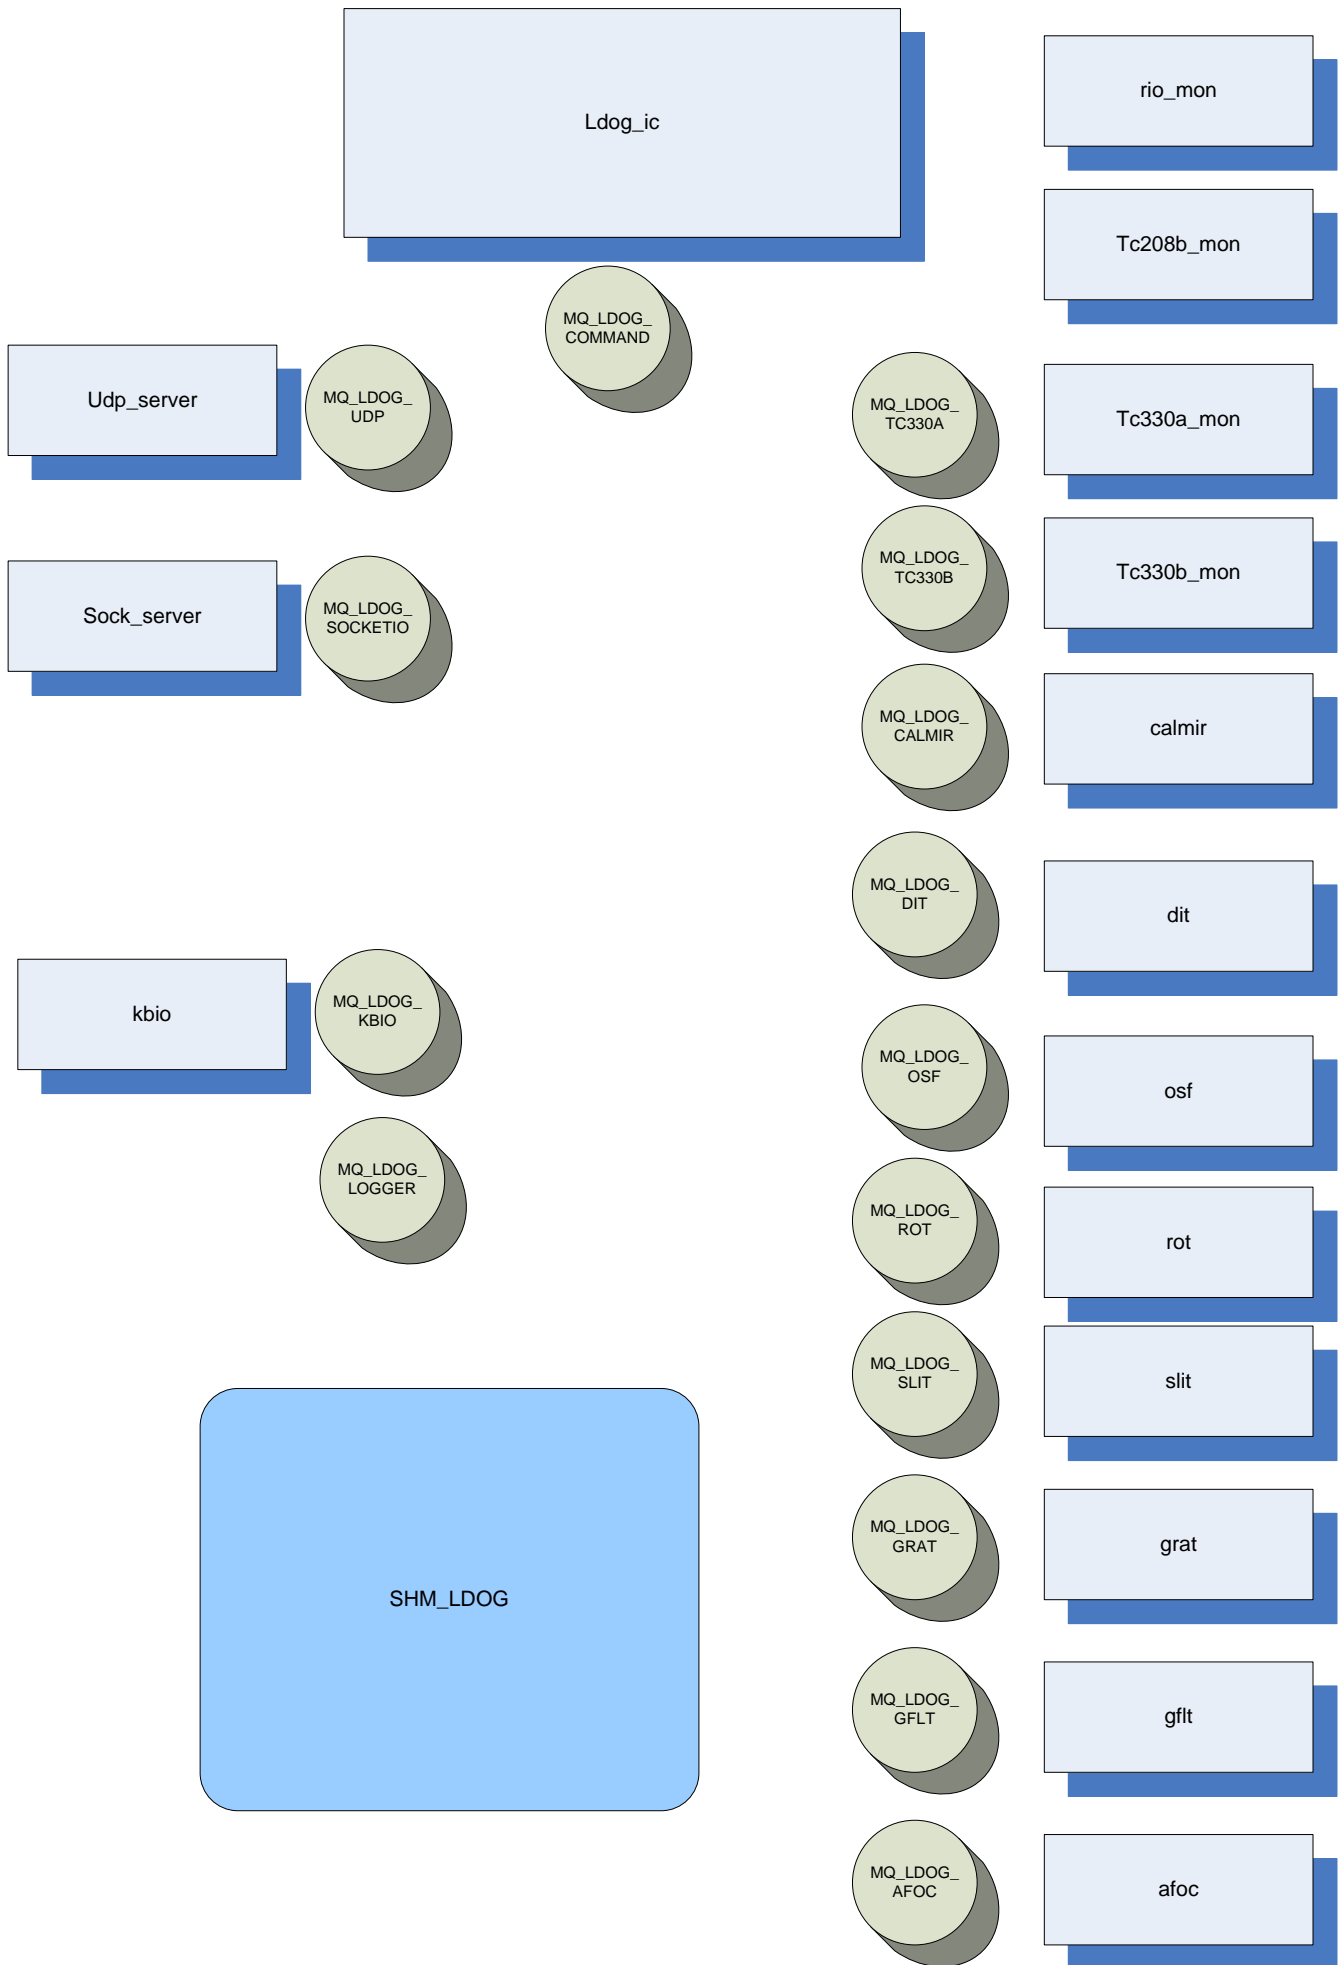 Ldog_ic
rio_mon
Tc208b_mon
MQ_LDOG_
COMMAND
Udp_server
MQ_LDOG_
UDP
MQ_LDOG_
TC330A
Tc330a_mon
Sock_server
MQ_LDOG_
SOCKETIO
MQ_LDOG_
TC330B
Tc330b_mon
MQ_LDOG_
CALMIR
calmir
MQ_LDOG_
DIT
dit
kbio
MQ_LDOG_
KBIO
MQ_LDOG_
OSF
osf
MQ_LDOG_
LOGGER
MQ_LDOG_
ROT
rot
MQ_LDOG_
SLIT
slit
SHM_LDOG
MQ_LDOG_
GRAT
grat
MQ_LDOG_
GFLT
gflt
MQ_LDOG_
AFOC
afoc